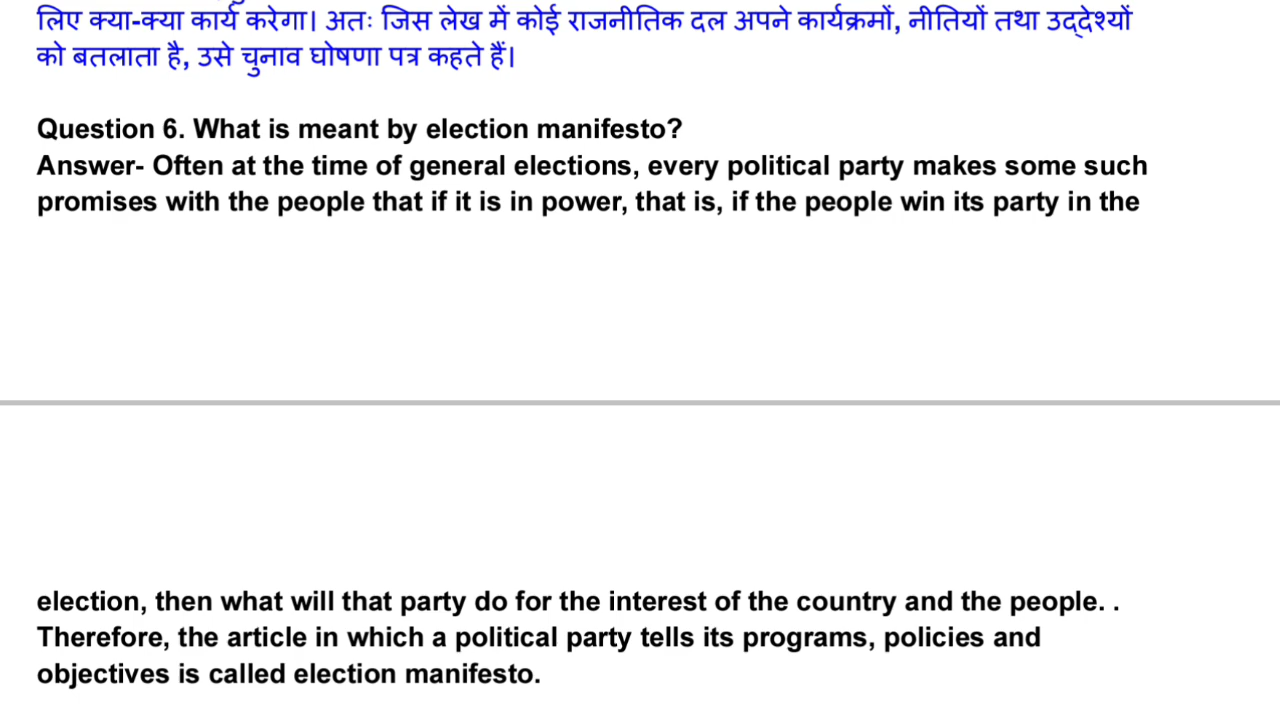 लिए क्या-क्या कार्य करेगा। अतः जिस लेख में कोई राजनीतिक दल अपने कार्यक्रमों, नीतियों तथा उद्देश्यों
को बतलाता है, उसे चुनाव घोषणा पत्र कहते हैं।
Question 6. What is meant by election manifesto?
Answer- Often at the time of general elections, every political party makes some such
promises with the people that if it is in power, that is, if the people win its party in the
election, then what will that party do for the interest of the country and the people. .
Therefore, the article in which a political party tells its programs, policies and
objectives is called election manifesto.